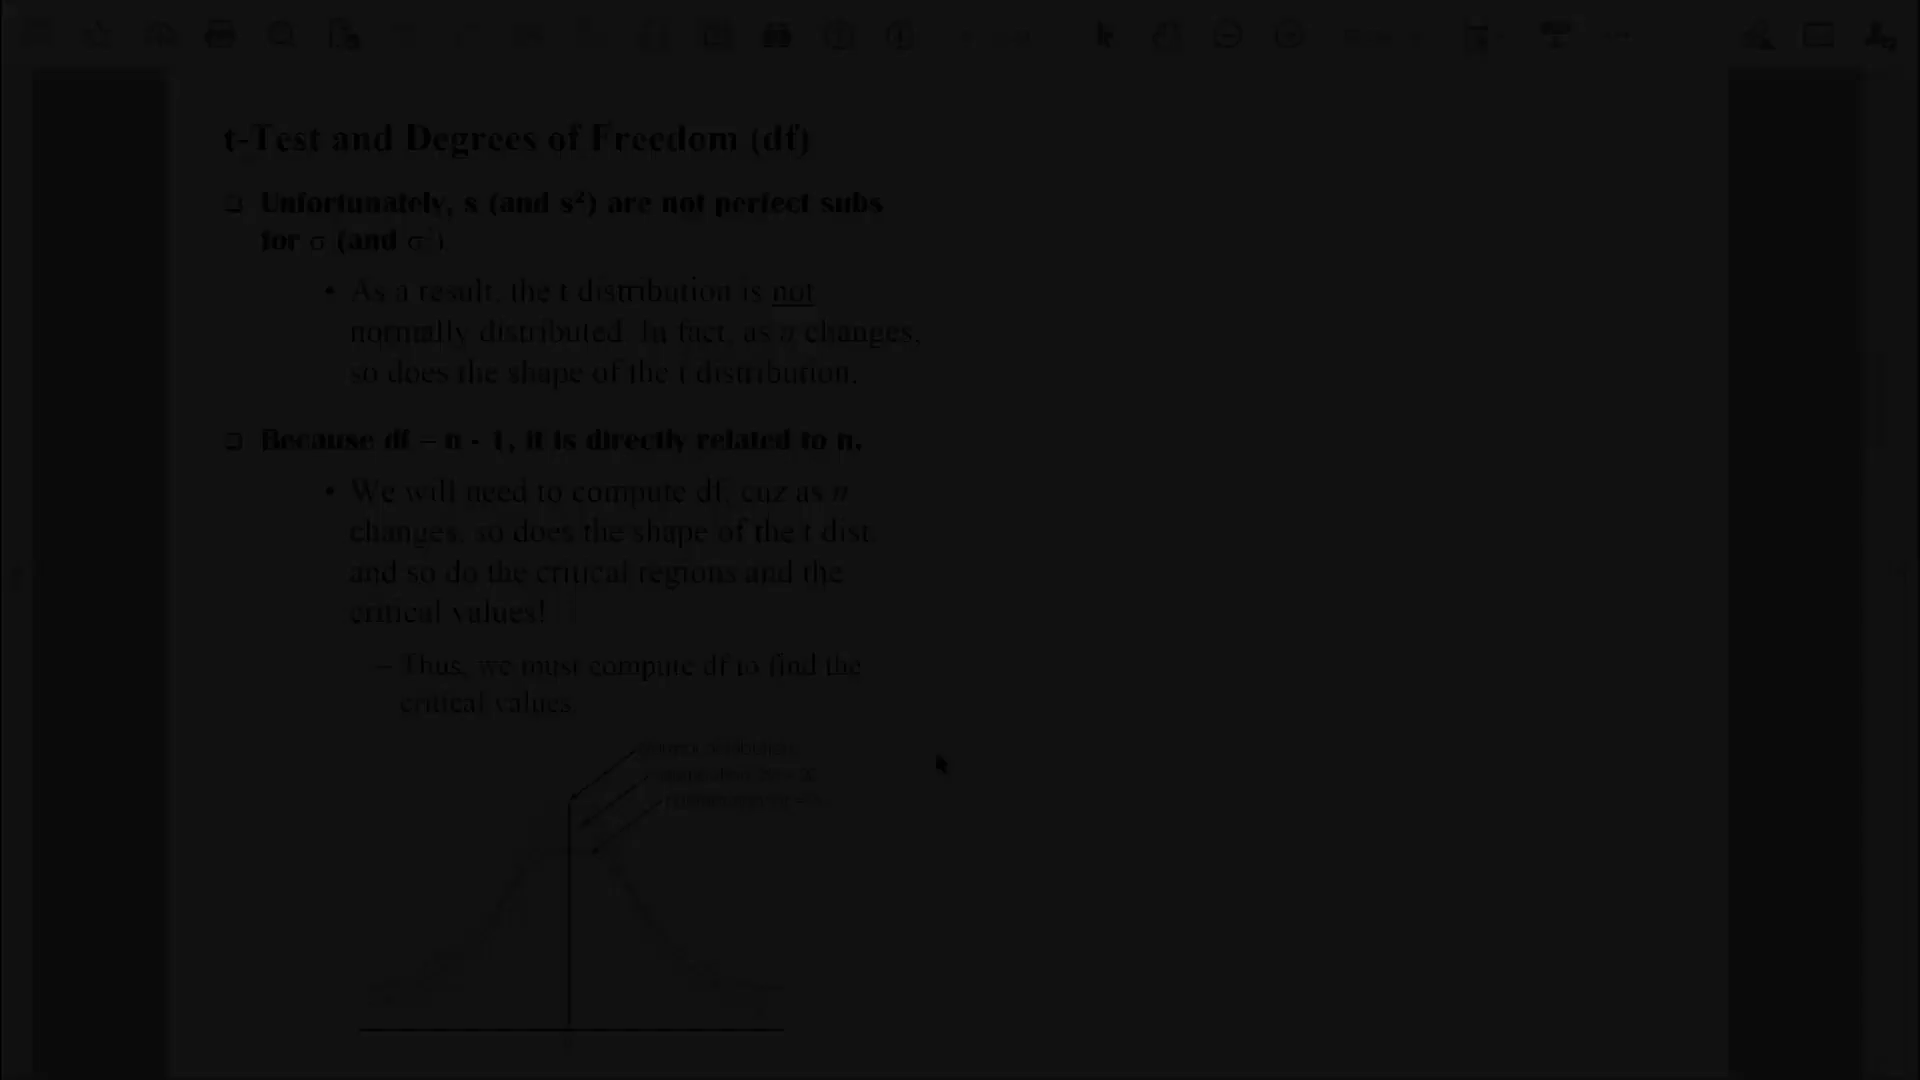 t-Test and Degrees of Freedom (df)
❑ Unfortunately, s (and s²) are not perfect subs
for σ (and σ²)
• As a result, the t distribution is not
normally distributed. In fact, as n changes,
so does the shape of the t distribution.
❑ Because df = n - 1, it is directly related to n.
• We will need to compute df, cuz as n
changes, so does the shape of the t dist.
and so do the critical regions and the
critical values!
– Thus, we must compute df to find the
critical values